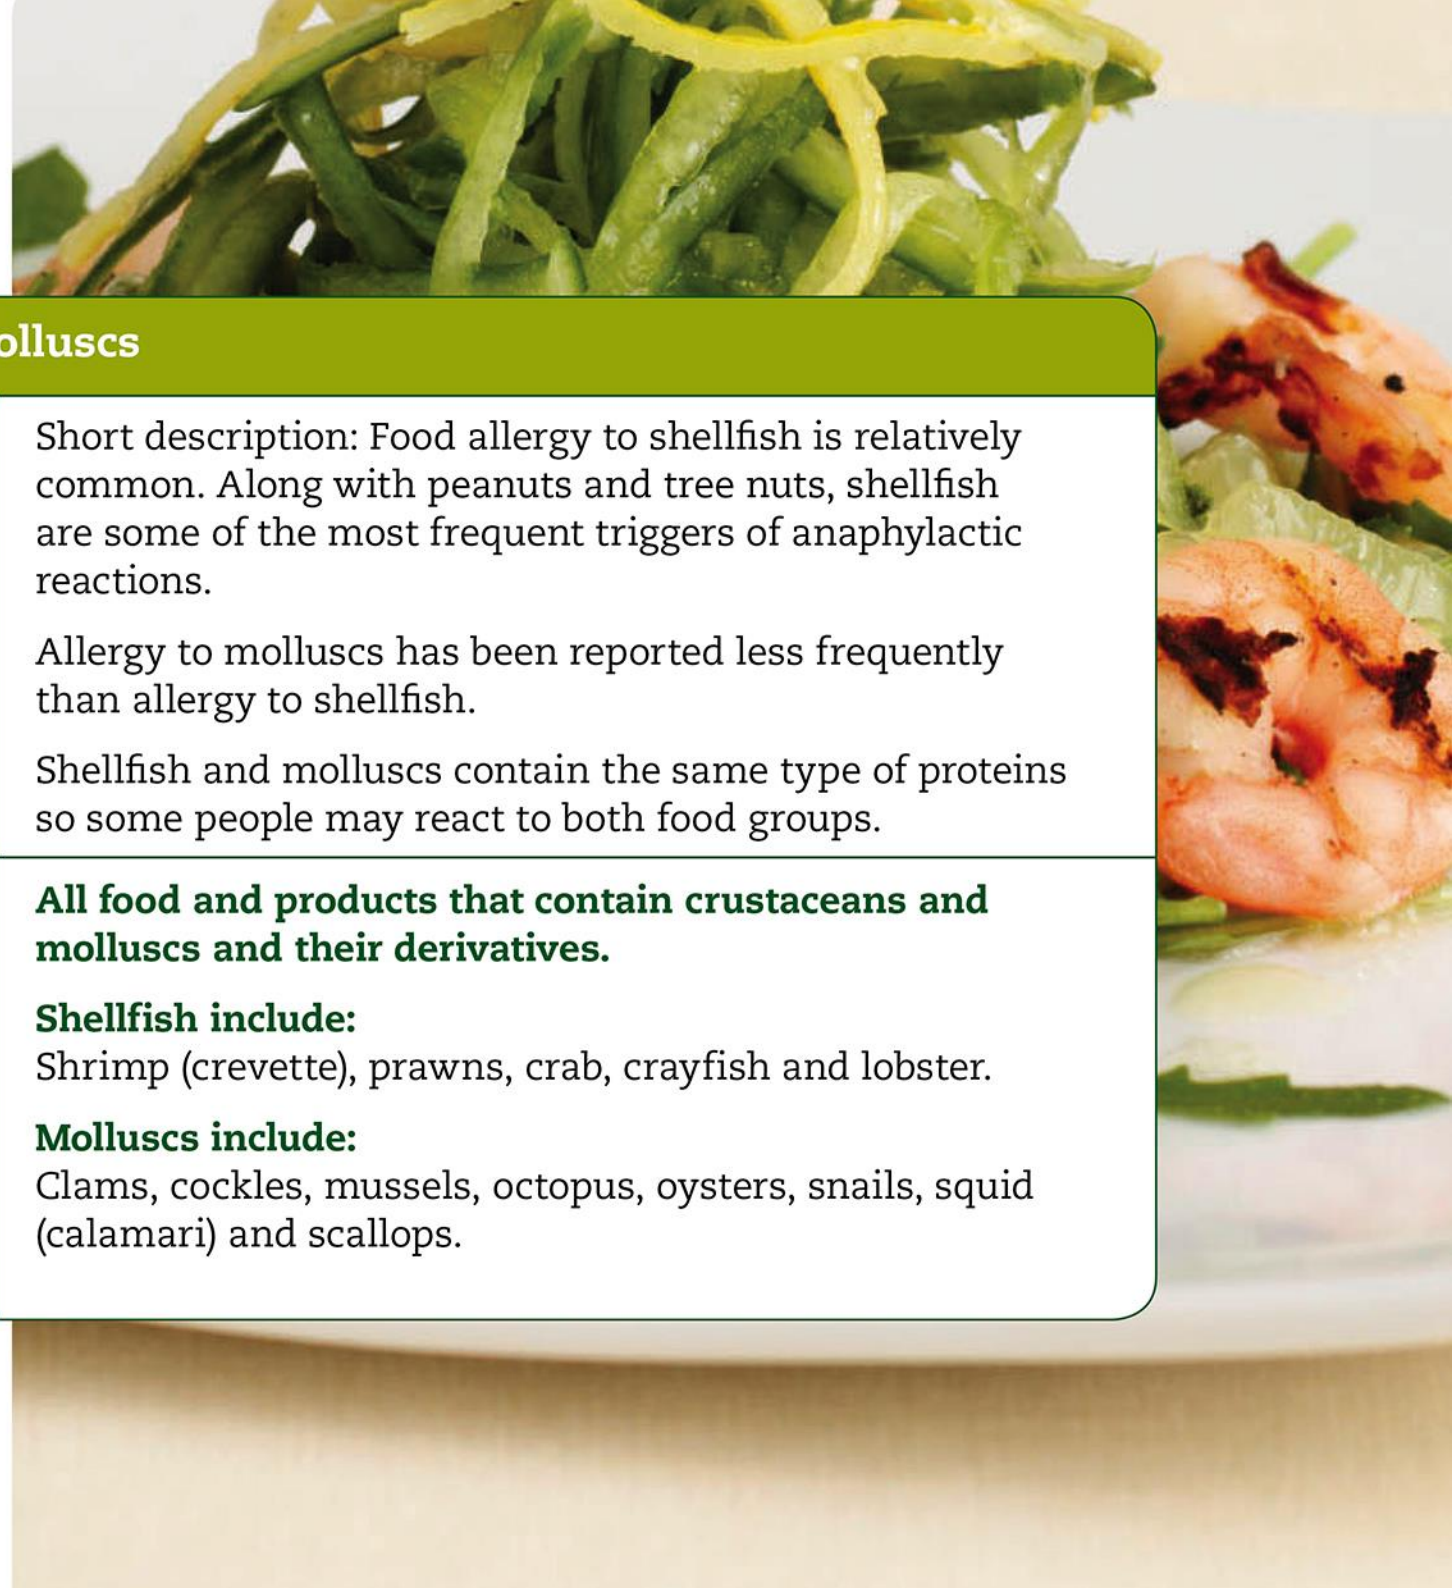 olluscs
Short description: Food allergy to shellfish is relatively
common. Along with peanuts and tree nuts, shellfish
are some of the most frequent triggers of anaphylactic
reactions.
Allergy to molluscs has been reported less frequently
than allergy to shellfish.
Shellfish and molluscs contain the same type of proteins
so some people may react to both food groups.
All food and products that contain crustaceans and
molluscs and their derivatives.
Shellfish include:
Shrimp (crevette), prawns, crab, crayfish and lobster.
Molluscs include:
Clams, cockles, mussels, octopus, oysters, snails, squid
(calamari) and scallops.